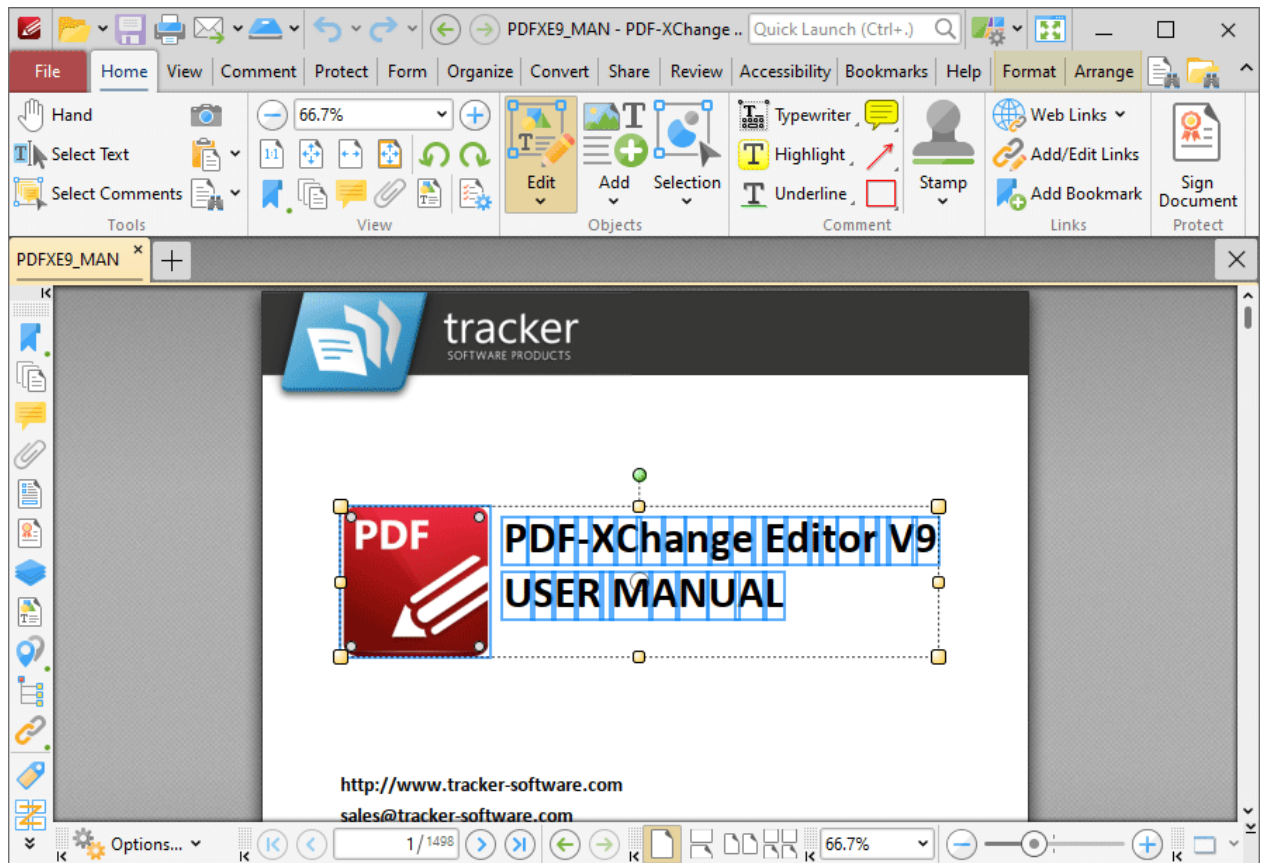 PDFXE9_MAN - PDF-XChange .. Quick Launch (Ctrl+.)
File Home View Comment Protect Form Organize Convert Share Review Accessibility Bookmarks Help Format Arrange
Hand 66.7% Typewriter Web Links
1:1 Select Text Highlight Add/Edit Links
Select Comments Edit Add Selection Underline Stamp Add Bookmark Sign Document
Tools View Objects Comment Links Protect
PDFXE9_MAN
tracker
SOFTWARE PRODUCTS
PDF
PDF-XChange Editor V9
USER MANUAL
http://www.tracker-software.com
sales@tracker-software.com
Options... 1/1498 66.7%